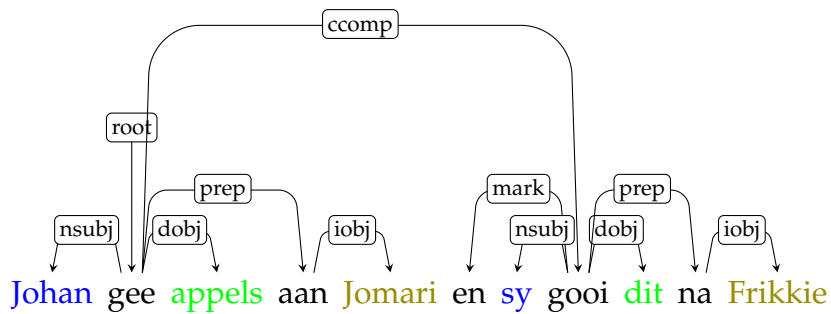 ccomp
root
prep mark prep
nsubj dobj iobj nsubj dobj iobj
Johan gee appels aan Jomari en sy gooi dit na Frikkie